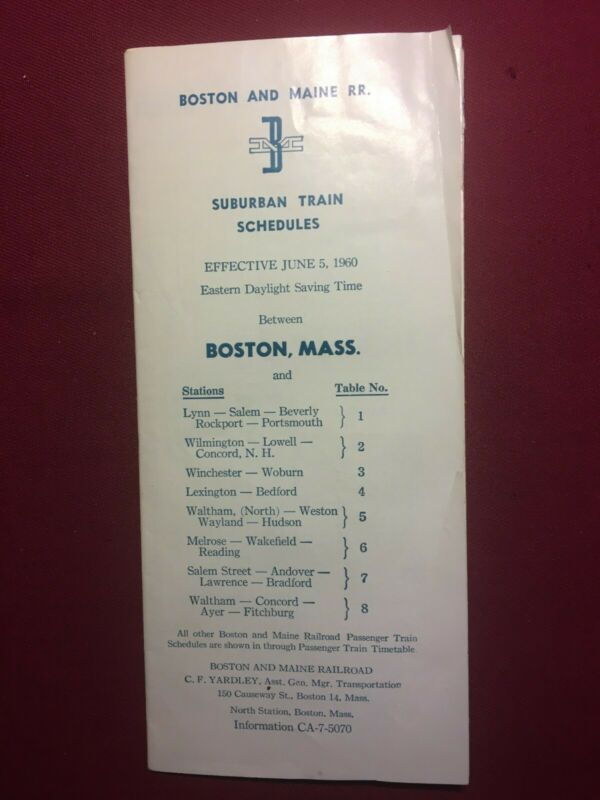 BOSTON AND MAINE RR.
B
M
SUBURBAN TRAIN
SCHEDULES
EFFECTIVE JUNE 5, 1960
Eastern Daylight Saving Time
Between
BOSTON, MASS.
and
Stations Table No.
Lynn — Salem — Beverly
Rockport — Portsmouth } 1
Wilmington — Lowell —
Concord, N. H. } 2
Winchester — Woburn 3
Lexington — Bedford 4
Waltham, (North) — Weston
Wayland — Hudson } 5
Melrose — Wakefield —
Reading } 6
Salem Street — Andover —
Lawrence — Bradford } 7
Waltham — Concord —
Ayer — Fitchburg } 8
All other Boston and Maine Railroad Passenger Train
Schedules are shown in through Passenger Train Timetable.
BOSTON AND MAINE RAILROAD
C. F. YARDLEY, Asst. Gen. Mgr. Transportation
150 Causeway St., Boston 14, Mass.
North Station, Boston, Mass.
Information CA-7-5070